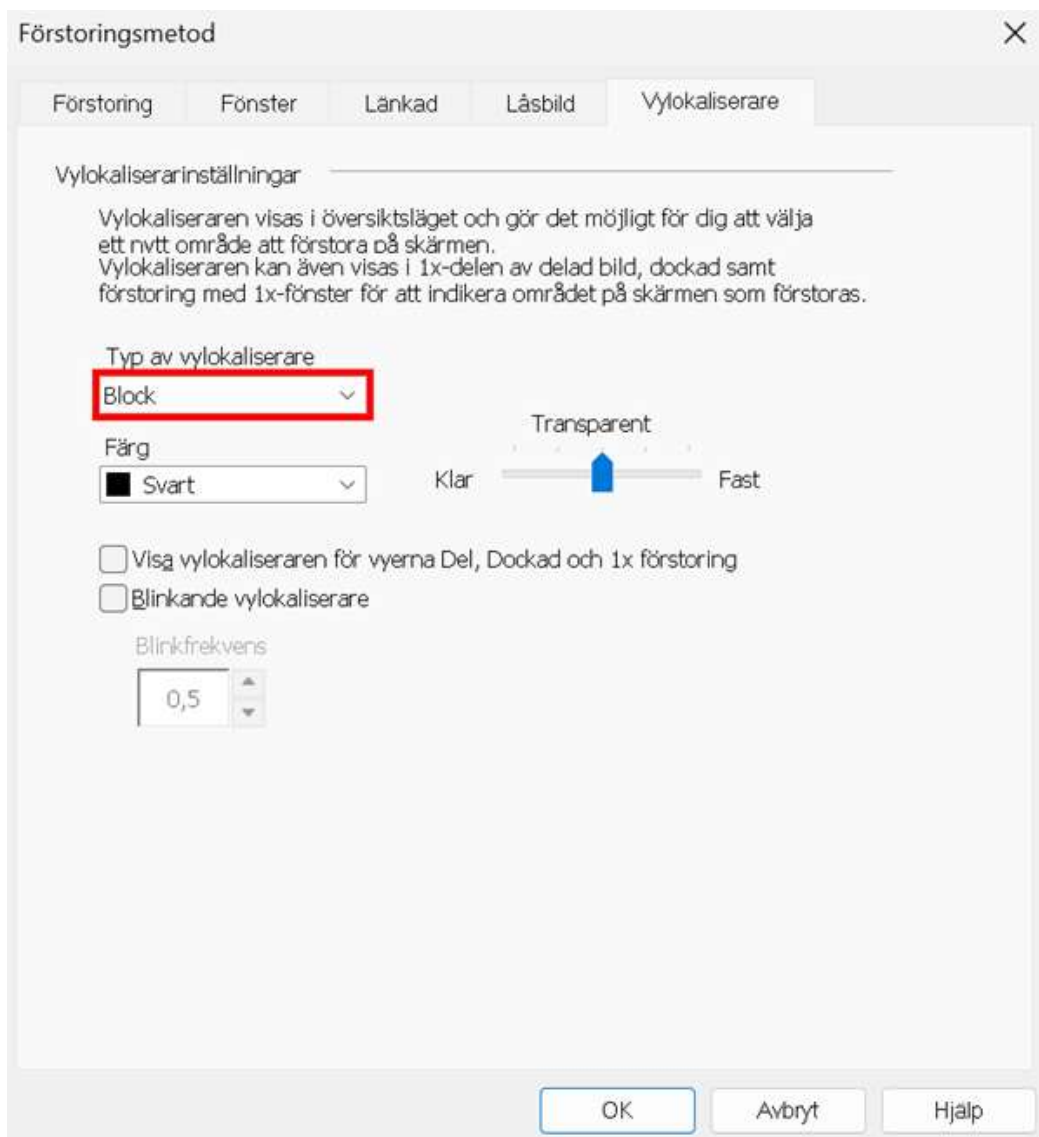 Förstoringsmetod
Förstoring Fönster Länkad Låsbild Vylokaliserare
Vylokaliserarinställningar
Vylokaliseraren visas i översiktsläget och gör det möjligt för dig att välja
ett nytt område att förstora på skärmen.
Vylokaliseraren kan även visas i 1x-delen av delad bild, dockad samt
förstoring med 1x-fönster för att indikera området på skärmen som förstoras.
Typ av vylokaliserare
Block
Transparent
Färg
Svart
Klar Fast
Visa vylokaliseraren för vyerna Del, Dockad och 1x förstoring
Blinkande vylokaliserare
Blinkfrekvens
0,5
OK Avbryt Hjälp